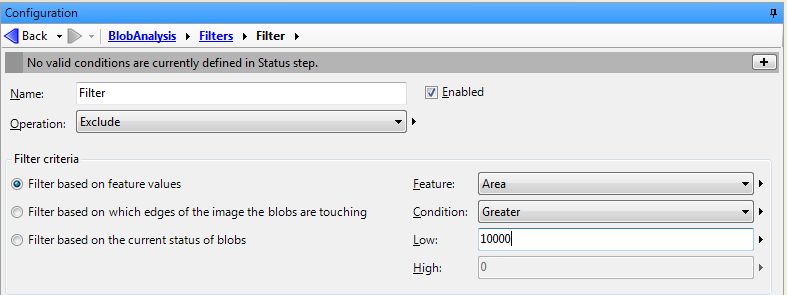 Configuration
Back BlobAnalysis Filters Filter
No valid conditions are currently defined in Status step.
Name: Filter Enabled
Operation: Exclude
Filter criteria
Filter based on feature values Feature: Area
Filter based on which edges of the image the blobs are touching Condition: Greater
Filter based on the current status of blobs Low: 10000
High: 0